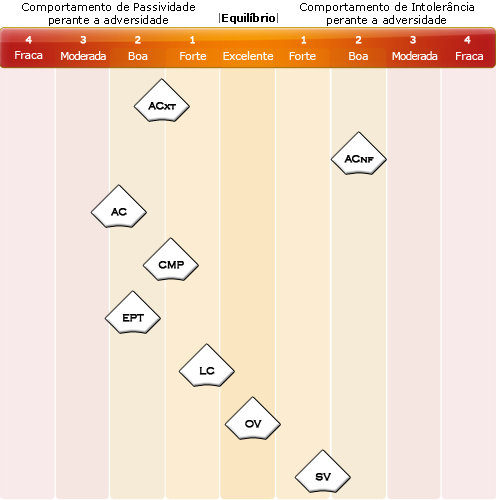 Comportamento de Passividade
perante a adversidade
|Equilíbrio|
Comportamento de Intolerância
perante a adversidade
4 3 2 1 1 2 3 4
Fraca Moderada Boa Forte Excelente Forte Boa Moderada Fraca
ACXT
ACNF
AC
CMP
EPT
LC
OV
SV